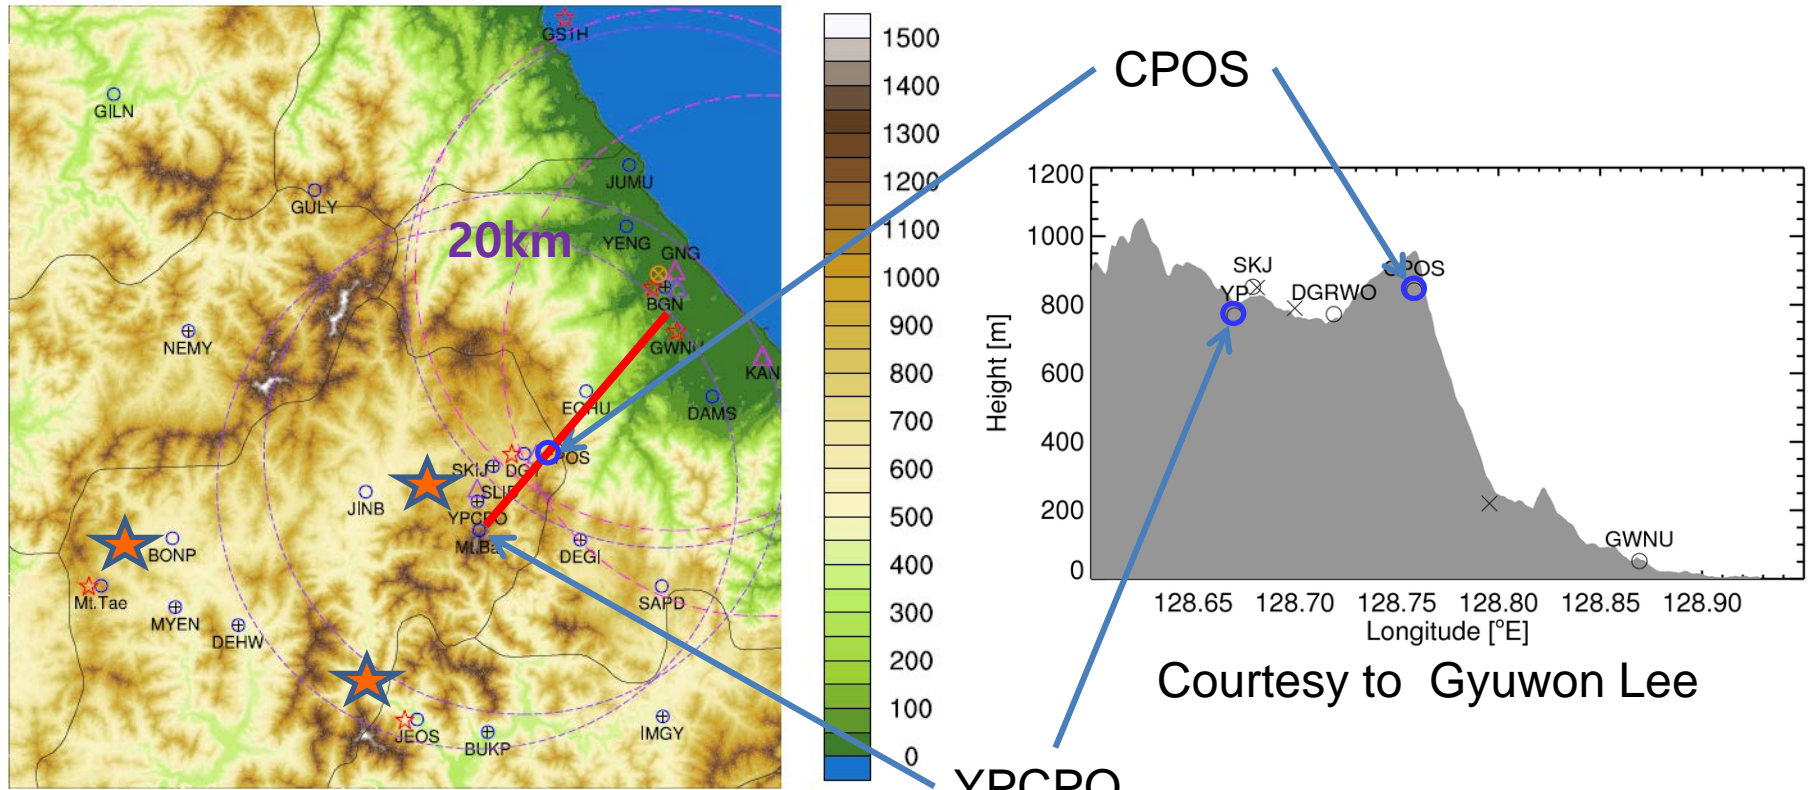 GSTH
GILN
JUMU
GULY
YENG
20km
GNG
BGN
NEMY
GWNU
KAN
ECHU
DAMS
POS
SKIJ
JINB
YPCPO
Mt.Ba
BONP
DEGI
Mt.Tae
SAPD
MYEN
DEHW
JEOS
BUKP
IMGY
1500
1400
1300
1200
1100
1000
900
800
700
600
500
400
300
200
100
0
CPOS
1200
1000
800
600
400
200
0
Height [m]
SKJ
YP
DGRWO
CPOS
GWNU
128.65 128.70 128.75 128.80 128.85 128.90
Longitude [°E]
Courtesy to Gyuwon Lee
YPCPO